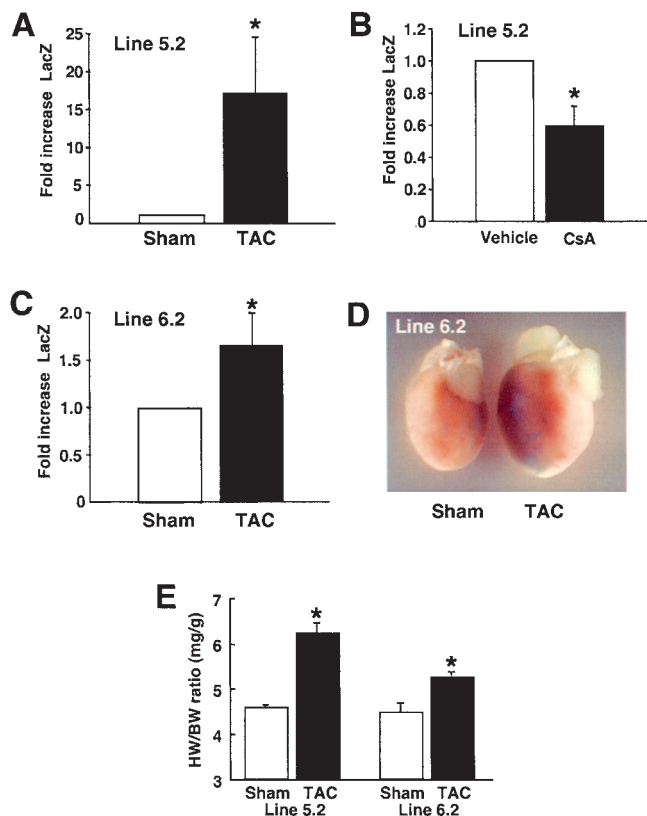 A
Line 5.2
*
Fold increase LacZ
25
20
15
10
5
0
Sham TAC
B
Line 5.2
*
Fold increase LacZ
1.2
1.0
0.8
0.6
0.4
0.2
0
Vehicle CsA
C
Line 6.2
*
Fold increase LacZ
2.0
1.5
1.0
0.5
0
Sham TAC
D
Line 6.2
Sham TAC
E
*
*
HW/BW ratio (mg/g)
7
6
5
4
3
Sham TAC Sham TAC
Line 5.2 Line 6.2